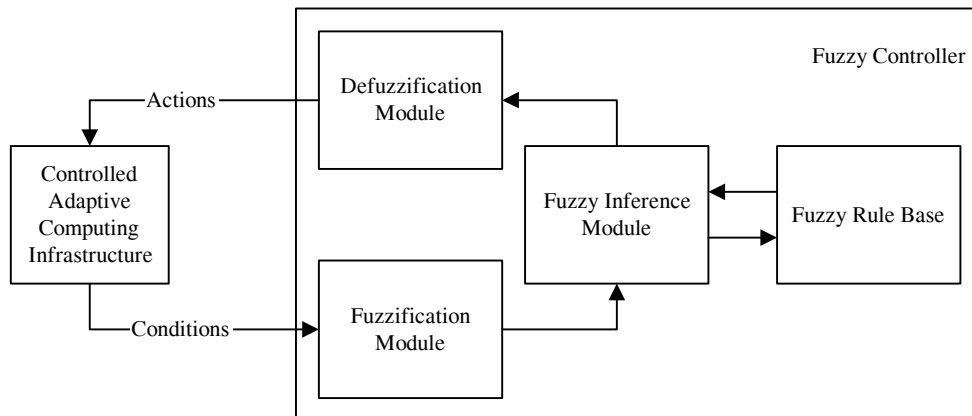 Fuzzy Controller
Defuzzification
Module
Actions
Controlled
Adaptive
Computing
Infrastructure
Fuzzy Inference
Module
Fuzzy Rule Base
Conditions
Fuzzification
Module